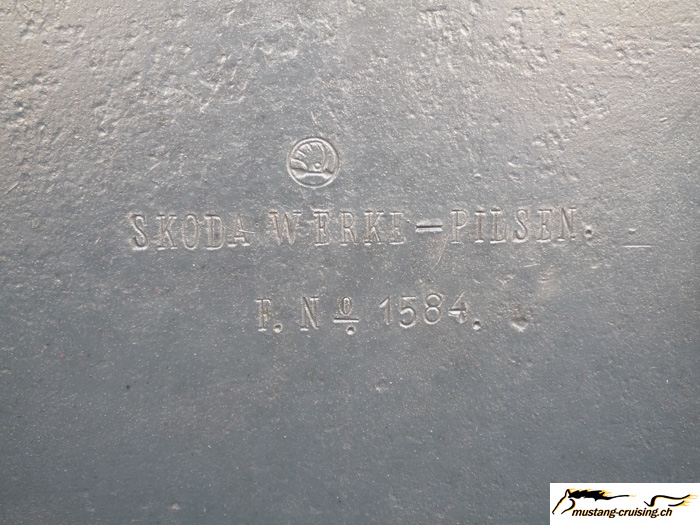 SKODA WERKE=PILSEN.
F. Nº 1584.
mustang-cruising.ch